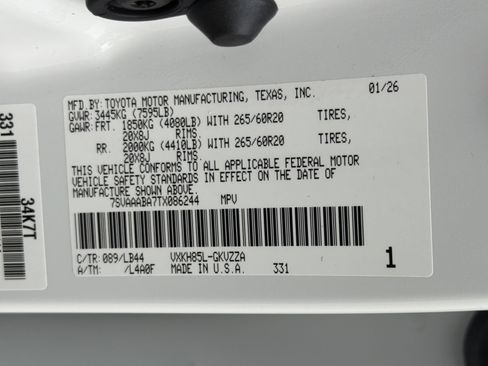 MFD.BY: TOYOTA MOTOR MANUFACTURING, TEXAS, INC. 01/26
GVWR: 3445KG (7595LB)
GAWR: FRT. 1850KG (4080LB) WITH 265/60R20 TIRES,
20X8J RIMS.
RR. 2000KG (4410LB) WITH 265/60R20 TIRES,
20X8J RIMS.
THIS VEHICLE CONFORMS TO ALL APPLICABLE FEDERAL MOTOR
VEHICLE SAFETY STANDARDS IN EFFECT ON THE DATE OF
MANUFACTURE SHOWN ABOVE.
7SVAAABA7TX086244 MPV
C/TR: 089/LB44 VXKH85L-GKVZZA
A/TM: /L4A0F MADE IN U.S.A. 331 1
331
34K7T